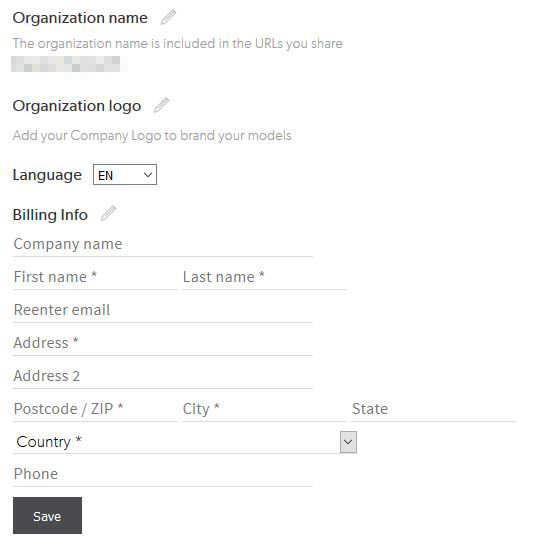 Organization name
The organization name is included in the URLs you share
Organization logo
Add your Company Logo to brand your models
Language EN
Billing Info
Company name
First name * Last name *
Reenter email
Address *
Address 2
Postcode / ZIP * City * State
Country *
Phone
Save